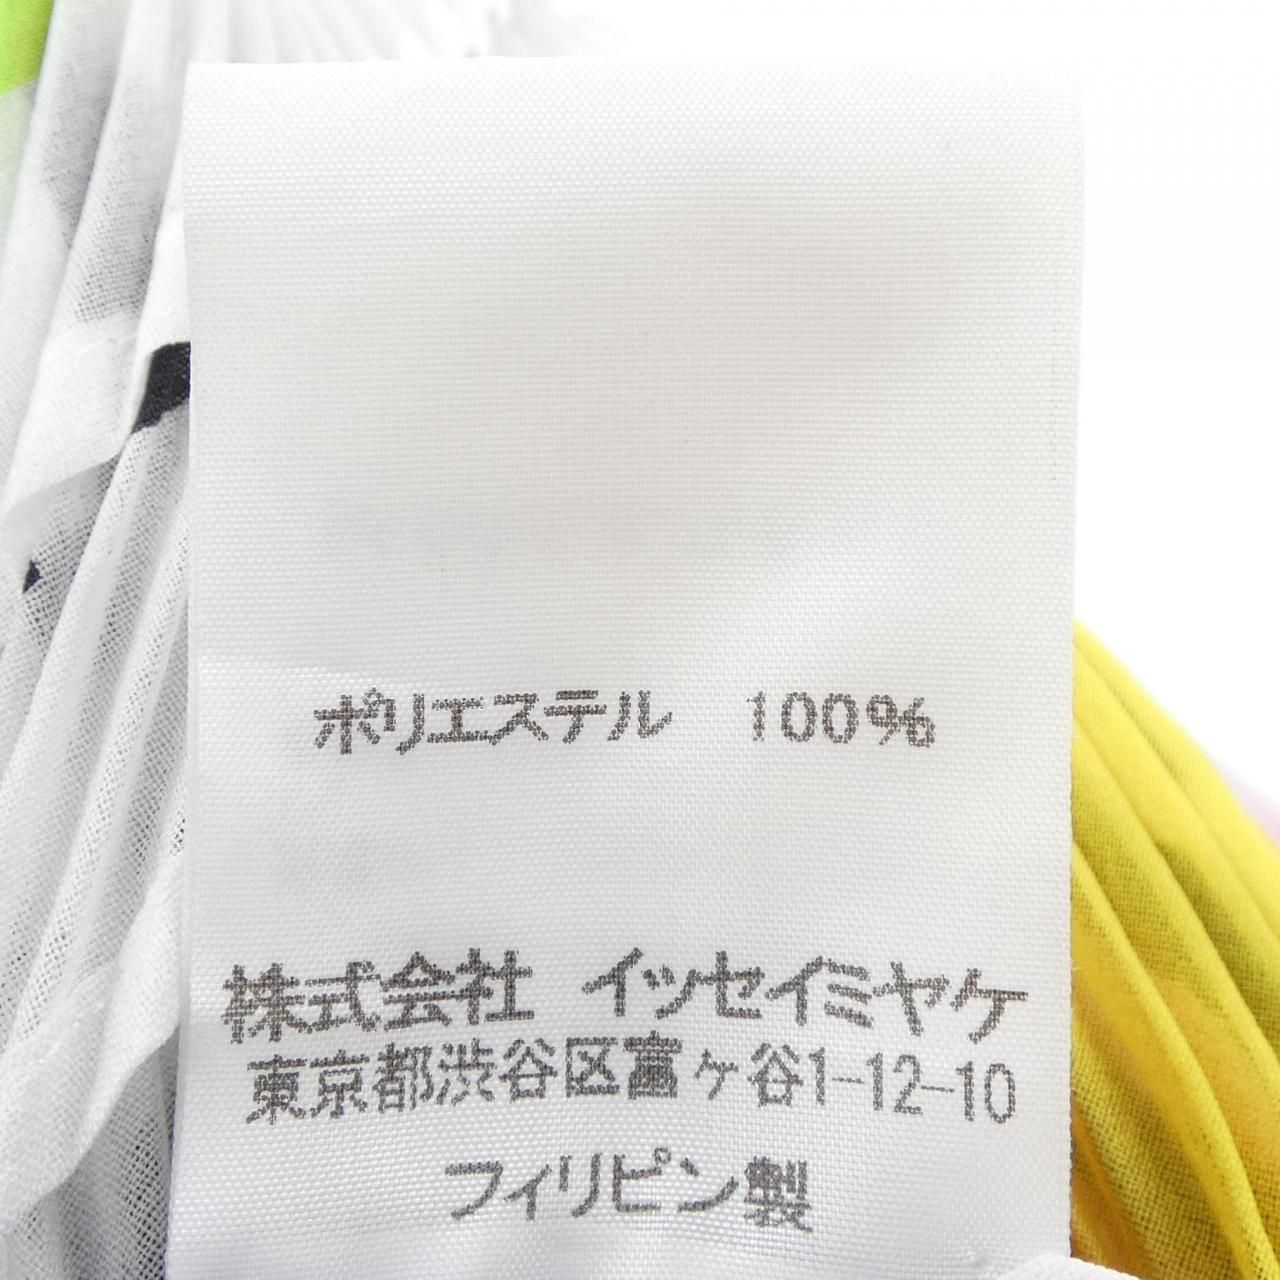 ポリエステル 100%
株式会社 イッセイミヤケ
東京都渋谷区富ヶ谷1-12-10
フィリピン製